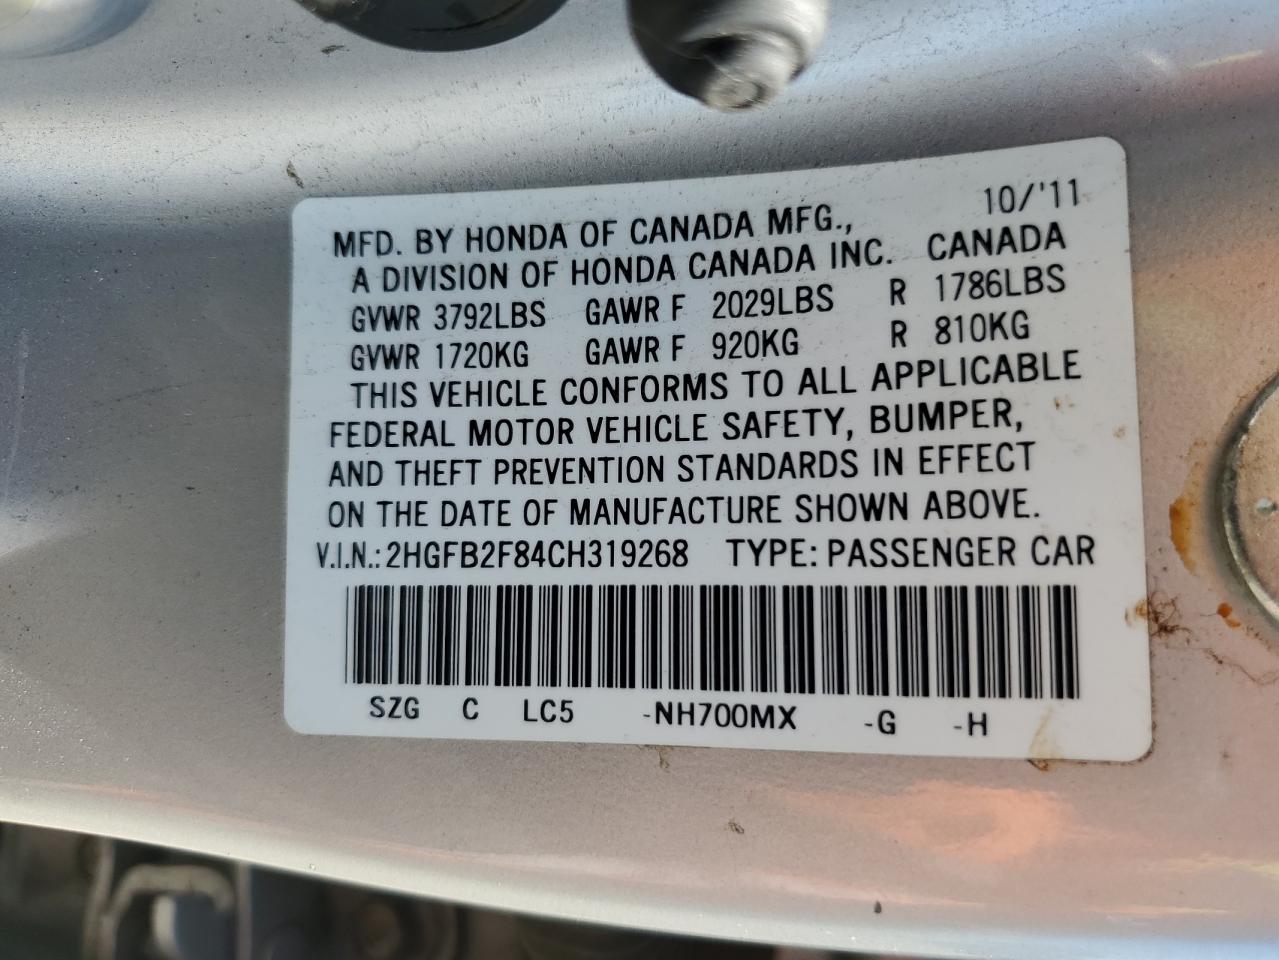 10/'11
MFD. BY HONDA OF CANADA MFG.,
A DIVISION OF HONDA CANADA INC. CANADA
GVWR 3792LBS GAWR F 2029LBS R 1786LBS
GVWR 1720KG GAWR F 920KG R 810KG
THIS VEHICLE CONFORMS TO ALL APPLICABLE
FEDERAL MOTOR VEHICLE SAFETY, BUMPER,
AND THEFT PREVENTION STANDARDS IN EFFECT
ON THE DATE OF MANUFACTURE SHOWN ABOVE.
V.I.N.: 2HGFB2F84CH319268 TYPE: PASSENGER CAR
SZG C LC5 -NH700MX -G -H